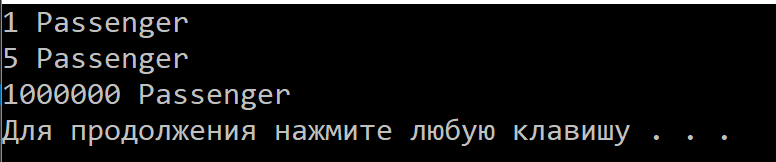 1 Passenger
5 Passenger
1000000 Passenger
Для продолжения нажмите любую клавишу . . .